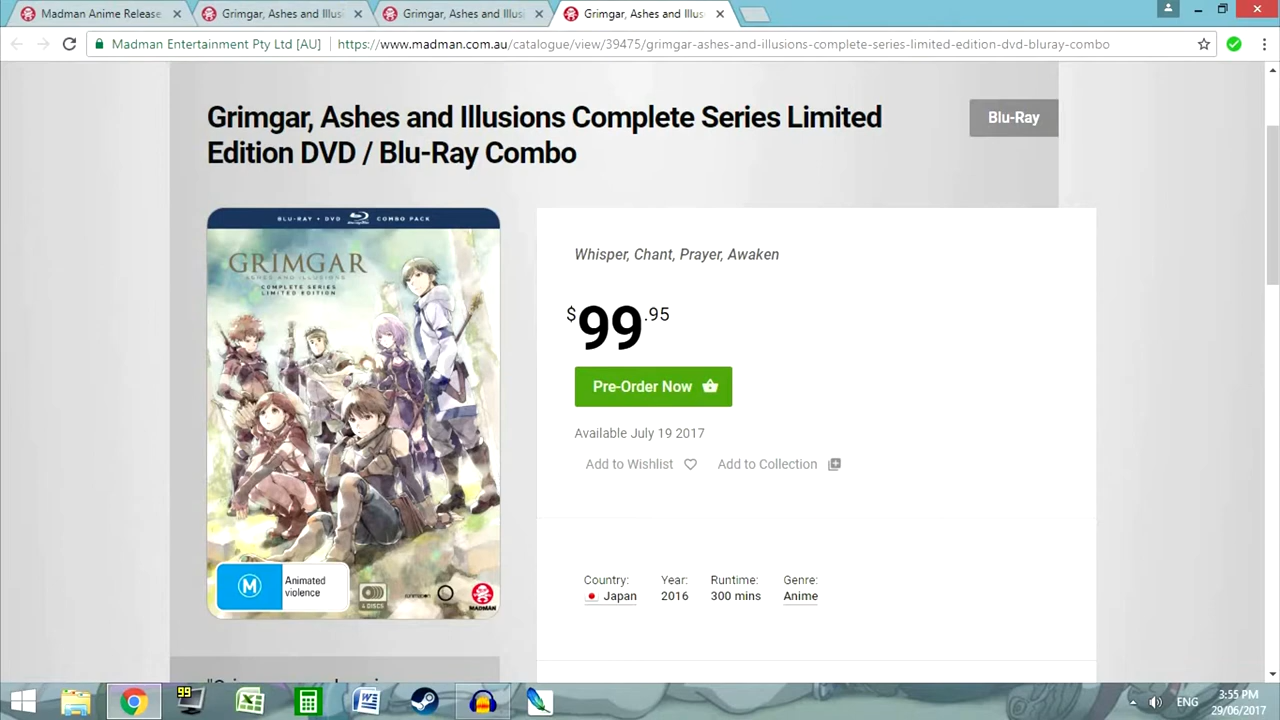 Madman Anime Release
Grimgar, Ashes and Illus
Grimgar, Ashes and Illus
Grimgar, Ashes and Illus
Madman Entertainment Pty Ltd [AU]
https://www.madman.com.au/catalogue/view/39475/grimgar-ashes-and-illusions-complete-series-limited-edition-dvd-bluray-combo
Grimgar, Ashes and Illusions Complete Series Limited
Edition DVD / Blu-Ray Combo
Blu-Ray
BLU-RAY + DVD COMBO PACK
GRIMGAR
ASHES AND ILLUSIONS
COMPLETE SERIES
LIMITED EDITION
M
Animated
violence
4 DISCS
MADMAN
Whisper, Chant, Prayer, Awaken
$99.95
Pre-Order Now
Available July 19 2017
Add to Wishlist
Add to Collection
Country: Year: Runtime: Genre:
Japan 2016 300 mins Anime
99
ENG
3:55 PM
29/06/2017